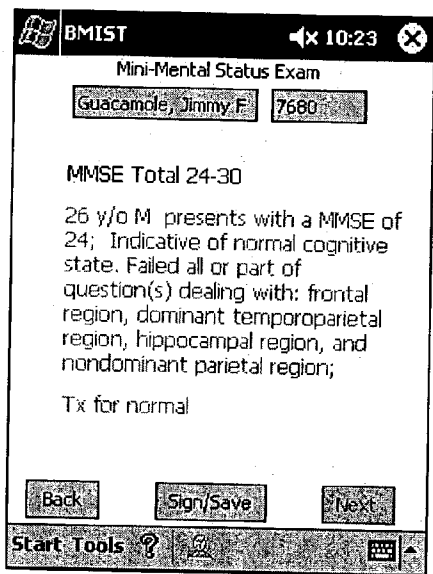 BMIST 10:23
Mini-Mental Status Exam
Guacamole, Jimmy F 7680
MMSE Total 24-30
26 y/o M presents with a MMSE of
24; Indicative of normal cognitive
state. Failed all or part of
question(s) dealing with: frontal
region, dominant temporoparietal
region, hippocampal region, and
nondominant parietal region;
Tx for normal
Back Sign/Save Next
Start Tools ?